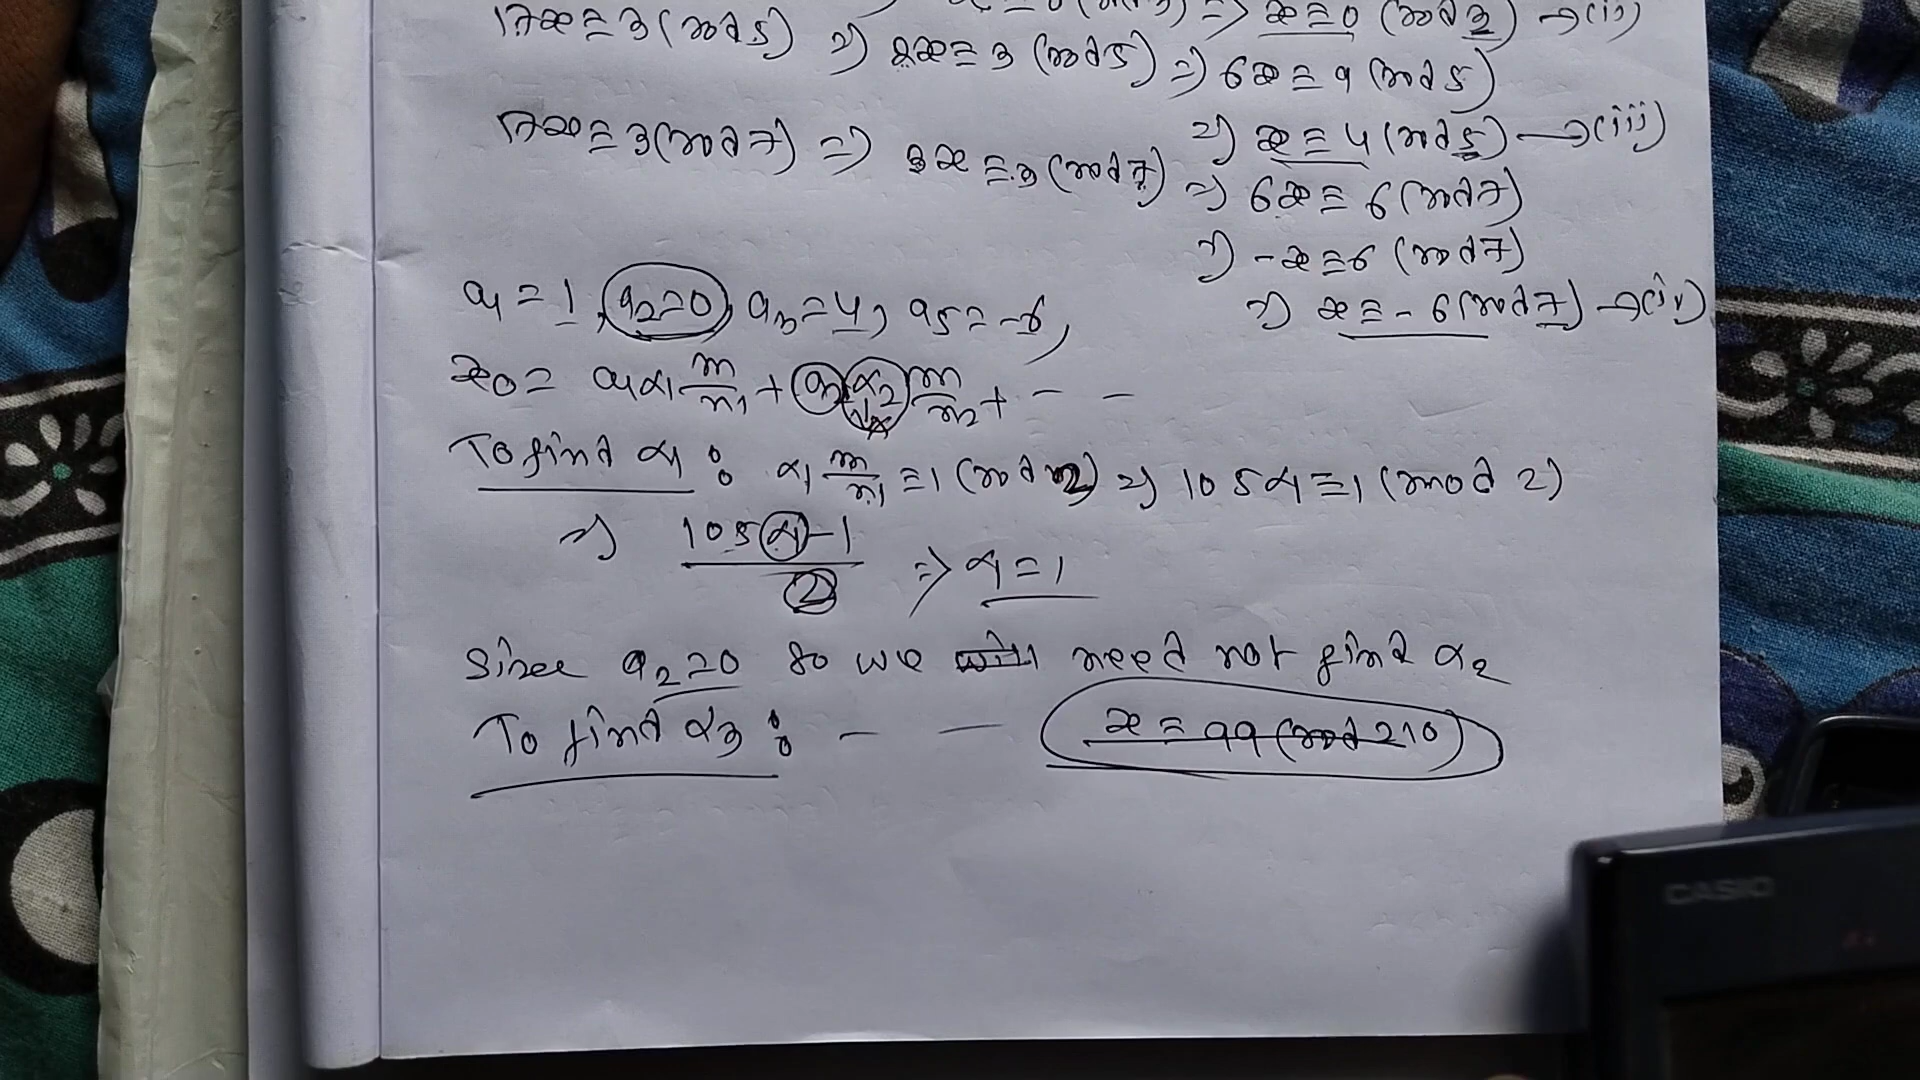 17x ≡ 3 (mod 5) ⇒ 2x ≡ 3 (mod 5) ⇒ 6x ≡ 9 (mod 5)
x ≡ 0 (mod 3) → (ii)
⇒ x ≡ 4 (mod 5) → (iii)
17x ≡ 3 (mod 7) ⇒ 3x ≡ 3 (mod 7) ⇒ 6x ≡ 6 (mod 7)
⇒ -x ≡ 6 (mod 7)
⇒ x ≡ -6 (mod 7) → (iv)
a₁ = 1, a₂ = 0, a₃ = 4, a₅ = -6,
x₀ = a₁α₁ m/m₁ + a₂α₂ m/m₂ + - -
To find α₁ : α₁ m/m₁ ≡ 1 (mod 2) ⇒ 105α₁ ≡ 1 (mod 2)
⇒ (105α₁ - 1)/2 ⇒ α₁ = 1
Since a₂ = 0 so we need not find α₂
To find α₃ : - - x ≡ 99 (mod 210)
CASIO